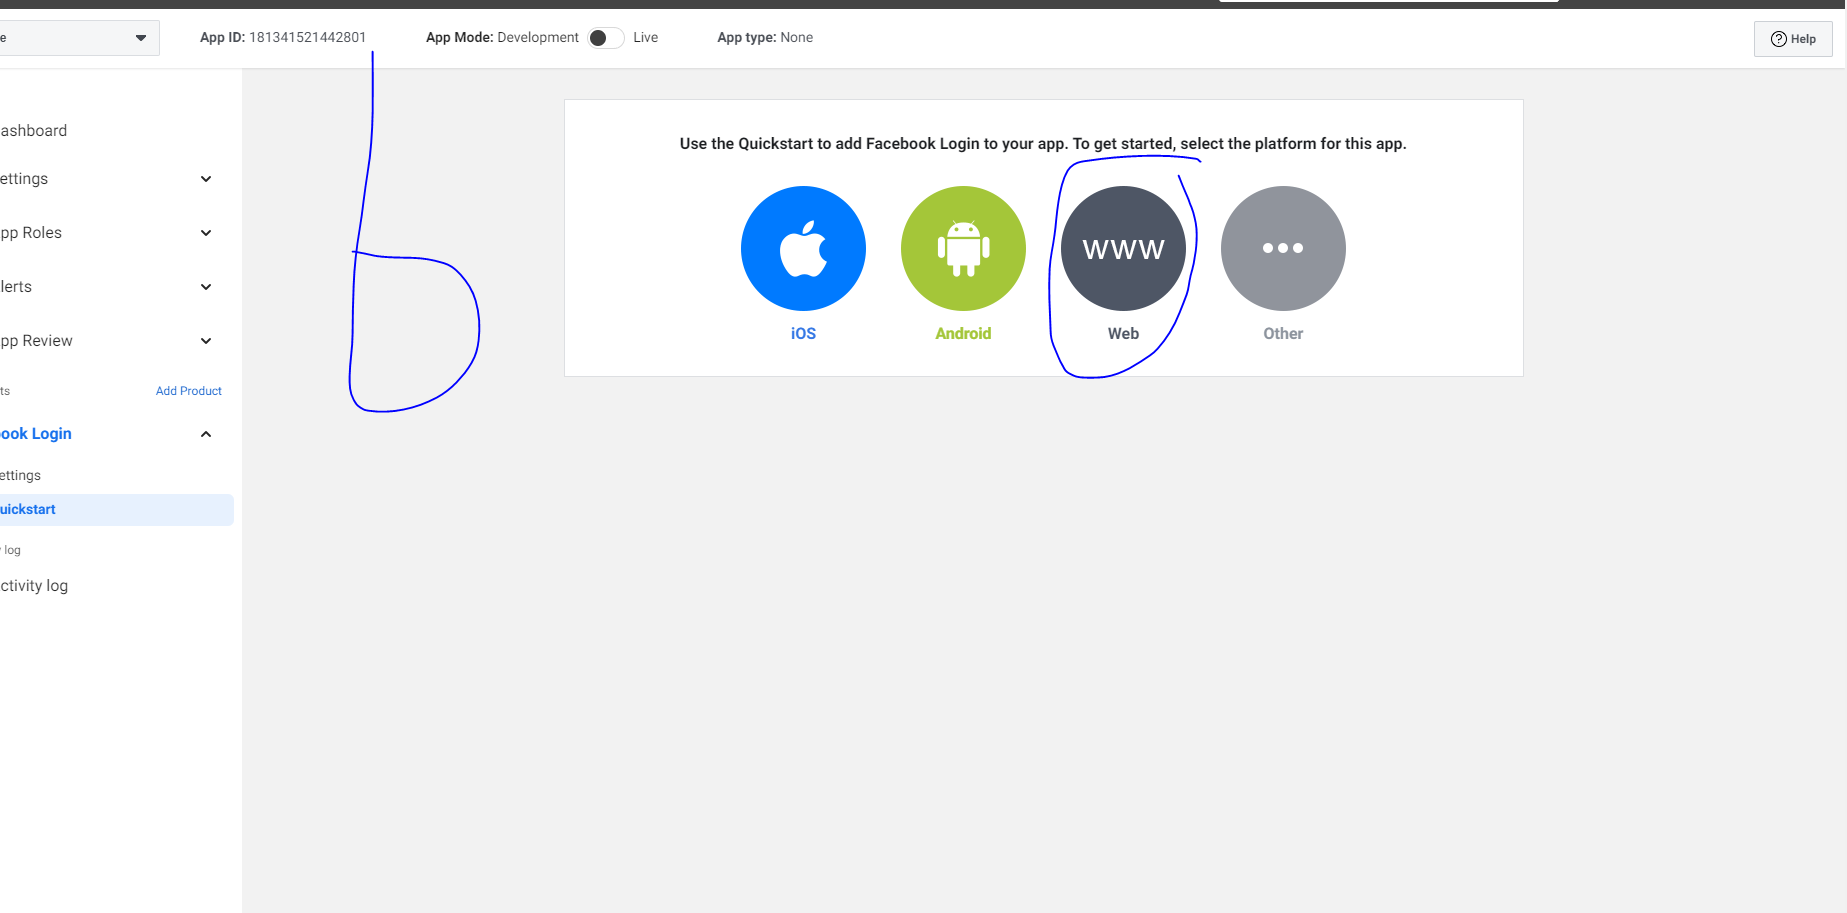 e
App ID: 181341521442801
App Mode: Development
Live
App type: None
Help
ashboard
ettings
pp Roles
lerts
pp Review
ts
Add Product
ook Login
ettings
uickstart
log
ctivity log
Use the Quickstart to add Facebook Login to your app. To get started, select the platform for this app.
www
iOS
Android
Web
Other
b